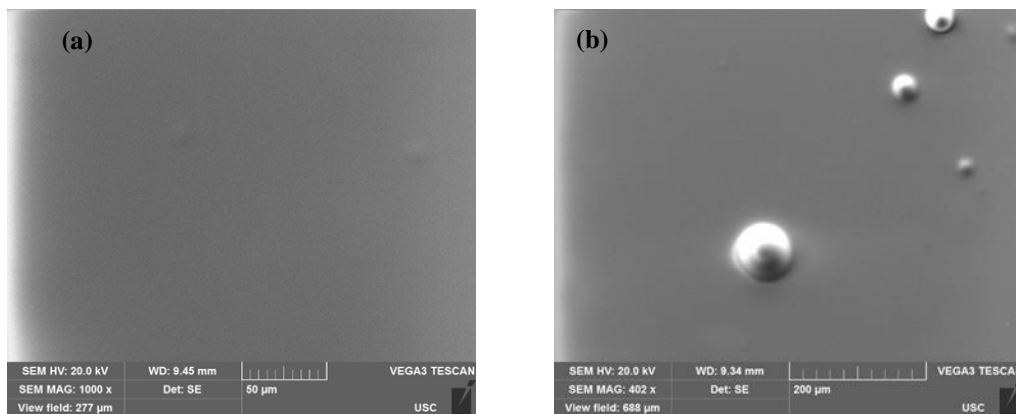 (a)
SEM HV: 20.0 kV WD: 9.45 mm VEGA3 TESCAN
SEM MAG: 1000 x Det: SE 50 µm
View field: 277 µm USC
(b)
SEM HV: 20.0 kV WD: 9.34 mm VEGA3 TESCAN
SEM MAG: 402 x Det: SE 200 µm
View field: 688 µm USC